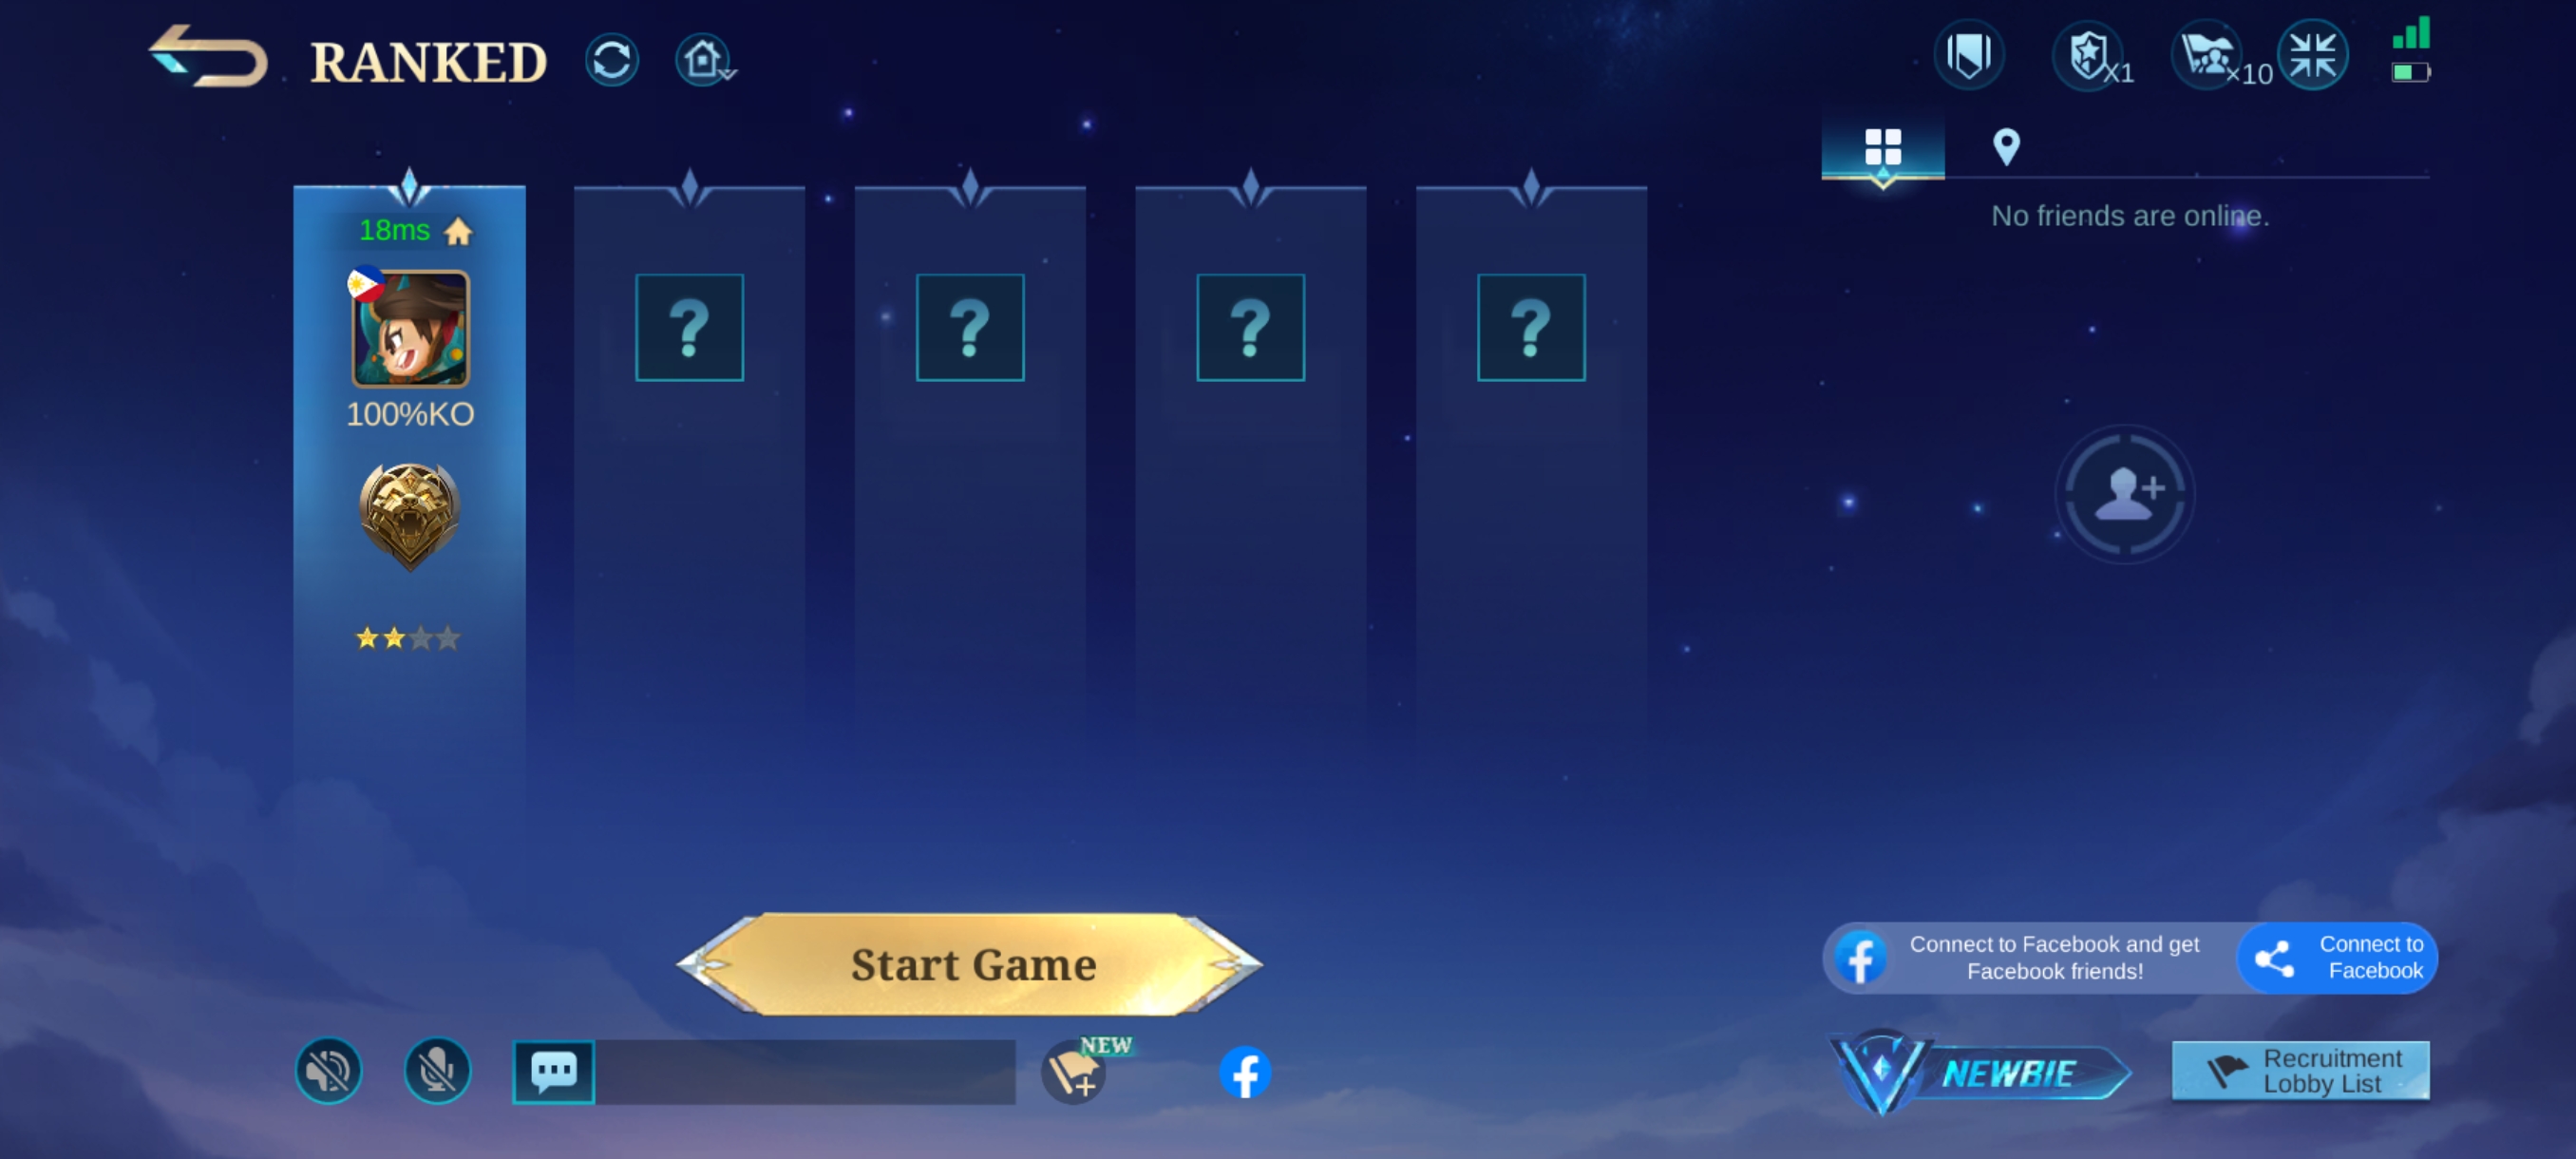 RANKED
X1
×10
18ms
100%KO
No friends are online.
Start Game
Connect to Facebook and get
Facebook friends!
Connect to
Facebook
NEW
NEWBIE
Recruitment
Lobby List